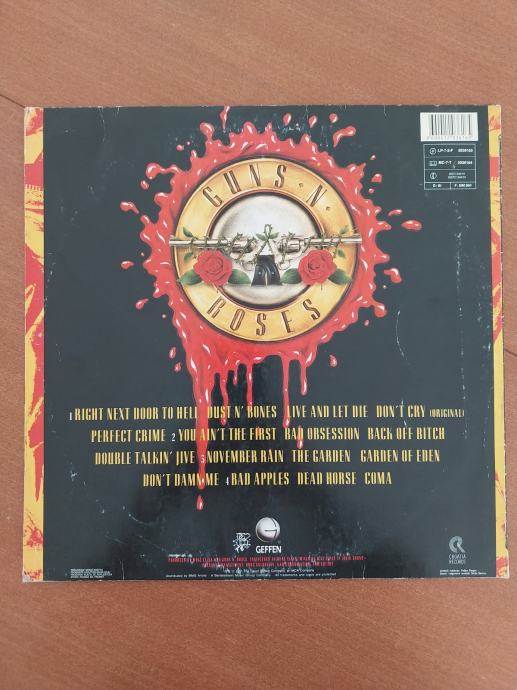 GUNS·N·
ROSES
1 RIGHT NEXT DOOR TO HELL DUST N' BONES LIVE AND LET DIE DON'T CRY (ORIGINAL)
PERFECT CRIME 2 YOU AIN'T THE FIRST BAD OBSESSION BACK OFF BITCH
DOUBLE TALKIN' JIVE 3 NOVEMBER RAIN THE GARDEN GARDEN OF EDEN
DON'T DAMN ME 4 BAD APPLES DEAD HORSE COMA
GEFFEN
CROATIA
RECORDS